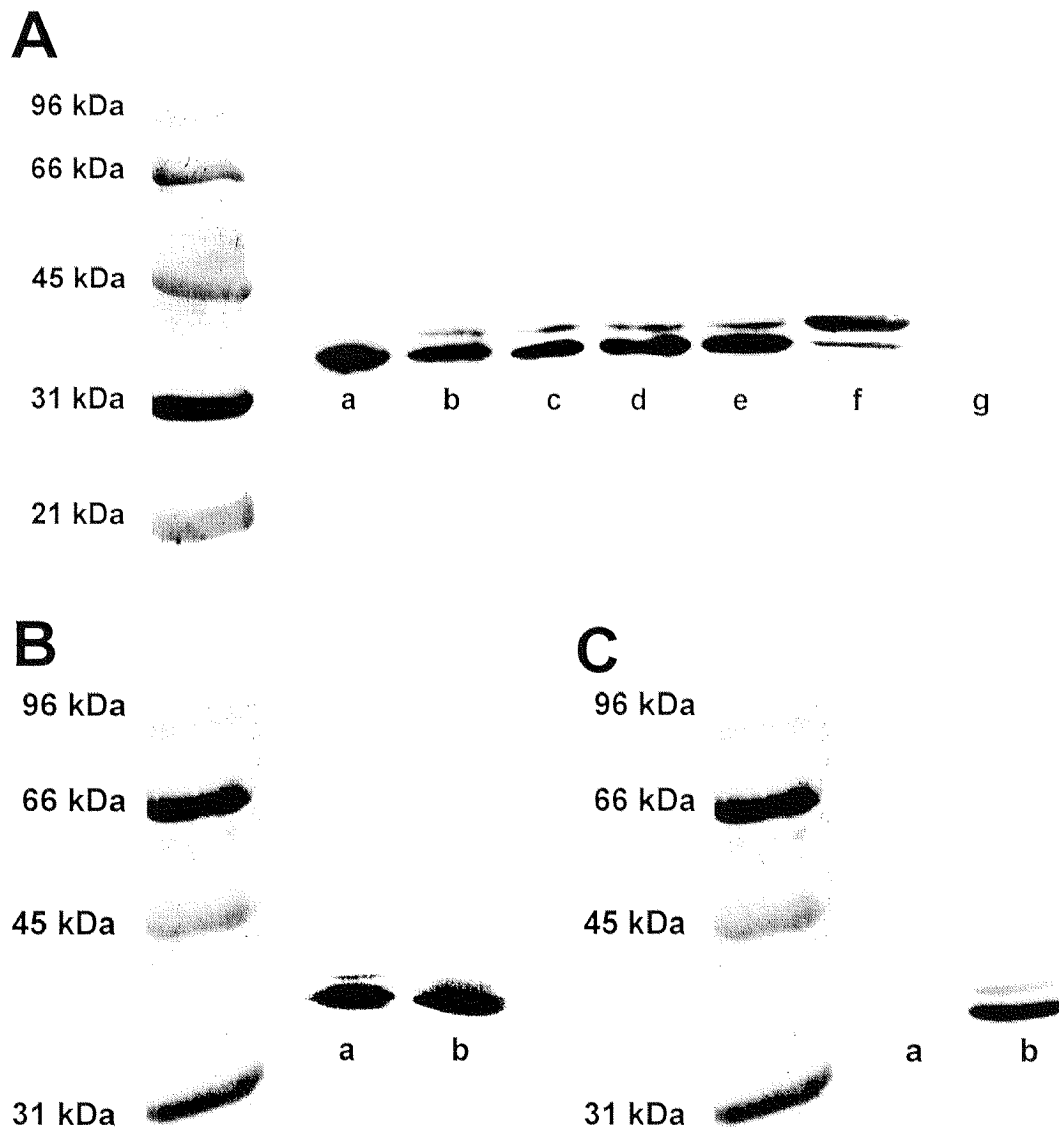 A
96 kDa
66 kDa
45 kDa
31 kDa
a b c d e f g
21 kDa
B
96 kDa
66 kDa
45 kDa
a b
31 kDa
C
96 kDa
66 kDa
45 kDa
a b
31 kDa